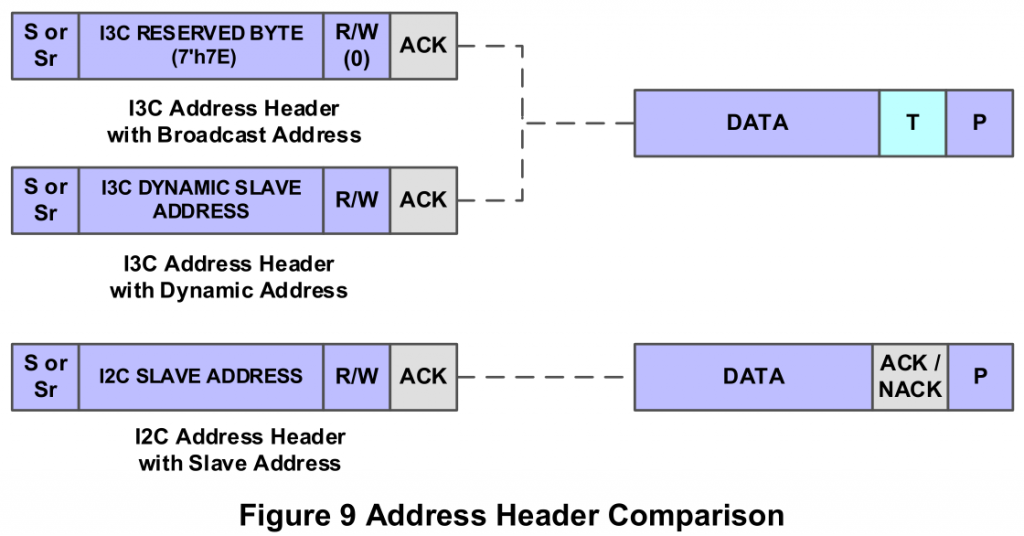 S or
Sr
I3C RESERVED BYTE
(7'h7E)
R/W
(0)
ACK
I3C Address Header
with Broadcast Address
DATA
T
P
S or
Sr
I3C DYNAMIC SLAVE
ADDRESS
R/W
ACK
I3C Address Header
with Dynamic Address
S or
Sr
I2C SLAVE ADDRESS
R/W
ACK
DATA
ACK /
NACK
P
I2C Address Header
with Slave Address
Figure 9 Address Header Comparison